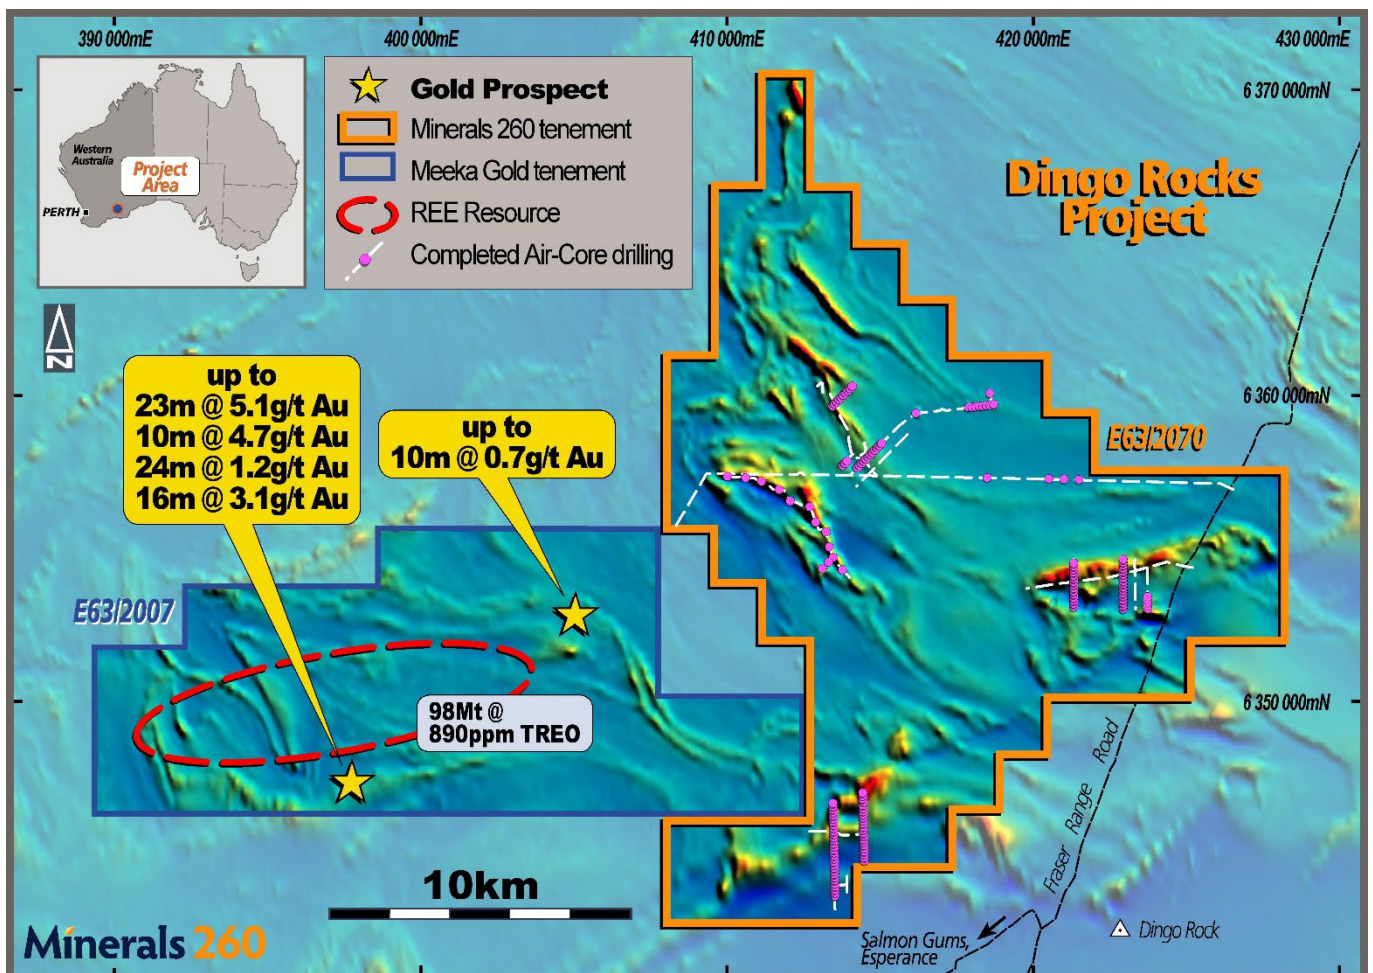 390 000mE
400 000mE
410 000mE
420 000mE
430 000mE
Western
Australia
Project
Area
PERTH
Gold Prospect
Minerals 260 tenement
Meeka Gold tenement
REE Resource
Completed Air-Core drilling
6 370 000mN
Dingo Rocks
Project
N
up to
23m @ 5.1g/t Au
10m @ 4.7g/t Au
24m @ 1.2g/t Au
16m @ 3.1g/t Au
up to
10m @ 0.7g/t Au
6 360 000mN
E63/2070
E63/2007
98Mt @
890ppm TREO
6 350 000mN
Fraser Range Road
10km
Minerals 260
Salmon Gums,
Esperance
Dingo Rock